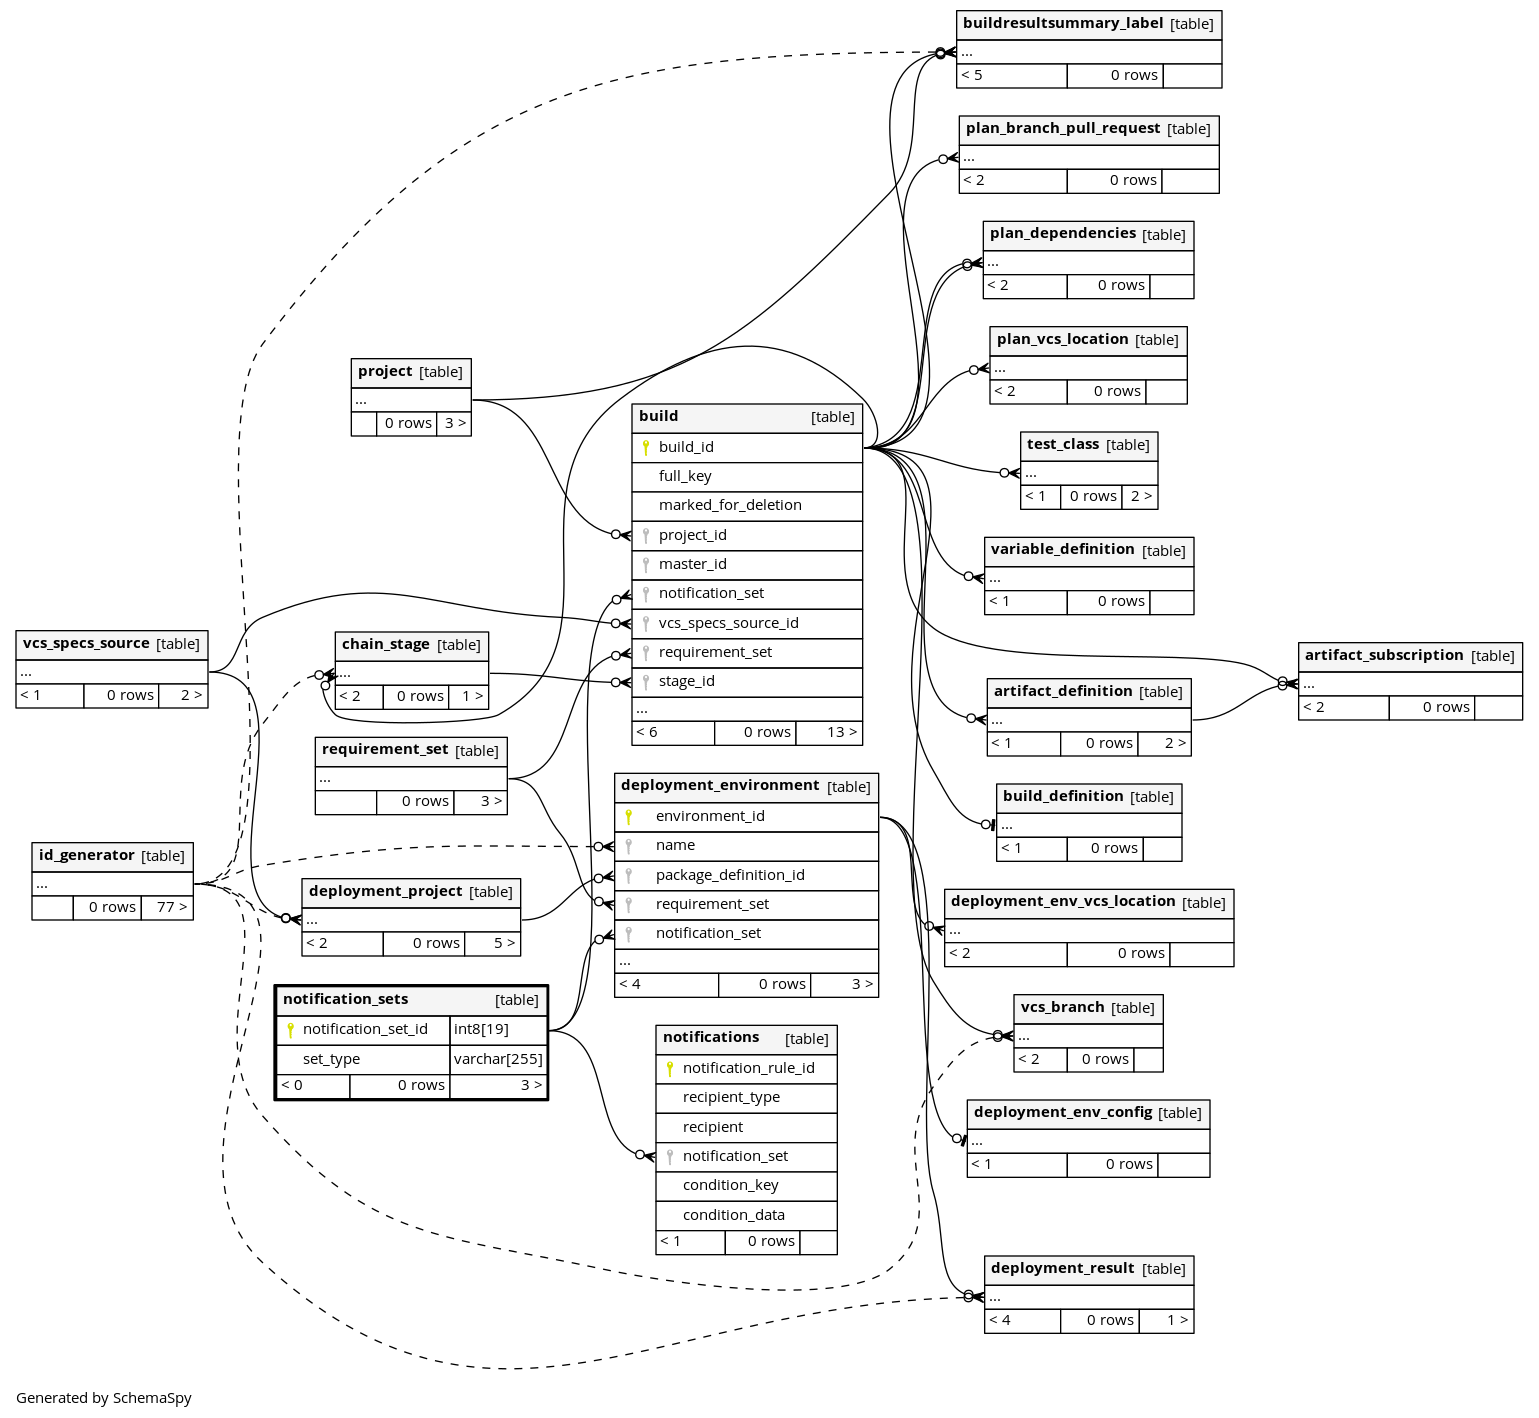 buildresultsummary_label [table]
...
< 5 0 rows
plan_branch_pull_request [table]
...
< 2 0 rows
plan_dependencies [table]
...
< 2 0 rows
plan_vcs_location [table]
...
< 2 0 rows
project [table]
...
0 rows 3 >
build [table]
build_id
full_key
marked_for_deletion
project_id
master_id
notification_set
vcs_specs_source_id
requirement_set
stage_id
...
< 6 0 rows 13 >
test_class [table]
...
< 1 0 rows 2 >
variable_definition [table]
...
< 1 0 rows
vcs_specs_source [table]
...
< 1 0 rows 2 >
chain_stage [table]
...
< 2 0 rows 1 >
artifact_subscription [table]
...
< 2 0 rows
artifact_definition [table]
...
< 1 0 rows 2 >
requirement_set [table]
...
0 rows 3 >
deployment_environment [table]
environment_id
name
package_definition_id
requirement_set
notification_set
...
< 4 0 rows 3 >
build_definition [table]
...
< 1 0 rows
id_generator [table]
...
0 rows 77 >
deployment_project [table]
...
< 2 0 rows 5 >
deployment_env_vcs_location [table]
...
< 2 0 rows
notification_sets [table]
notification_set_id int8[19]
set_type varchar[255]
< 0 0 rows 3 >
vcs_branch [table]
...
< 2 0 rows
notifications [table]
notification_rule_id
recipient_type
recipient
notification_set
condition_key
condition_data
< 1 0 rows
deployment_env_config [table]
...
< 1 0 rows
deployment_result [table]
...
< 4 0 rows 1 >
Generated by SchemaSpy